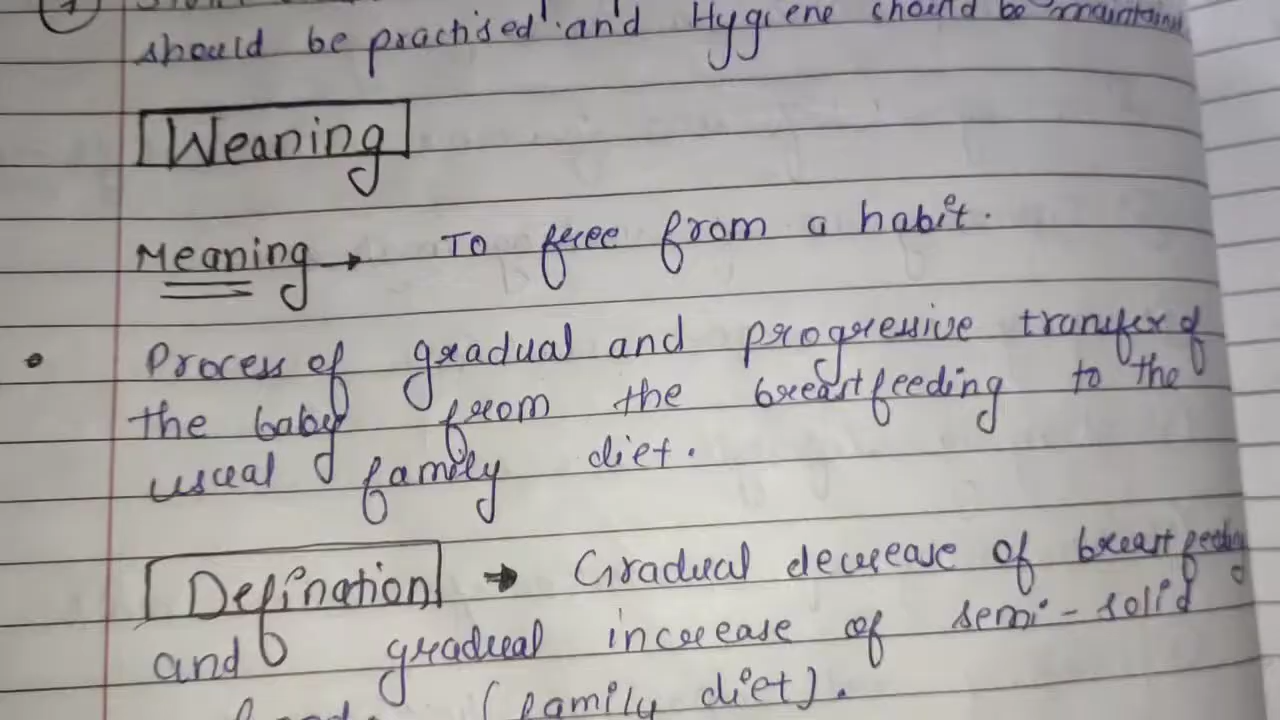 should be practised and Hygiene should be
Weaning
Meaning → To free from a habit.
• Process of gradual and progressive transfer of
the baby from the breastfeeding to the
usual family diet.
Defination → Gradual decrease of breast feeding
and gradual increase of semi-solid
(family diet).